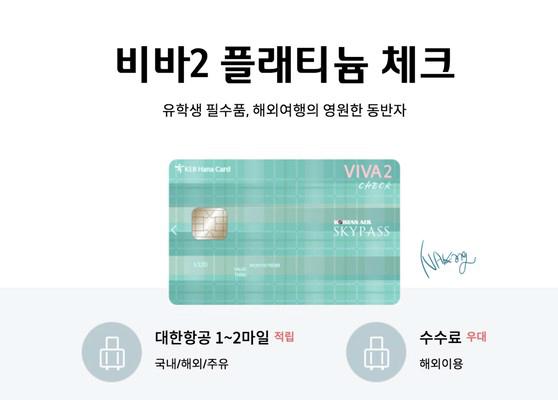 비바2 플래티늄 체크
유학생 필수품, 해외여행의 영원한 동반자
KEB Hana Card
VIVA2
CHECK
KOREAN AIR
SKYPASS
대한항공 1~2마일 적립
국내/해외/주유
수수료 우대
해외이용